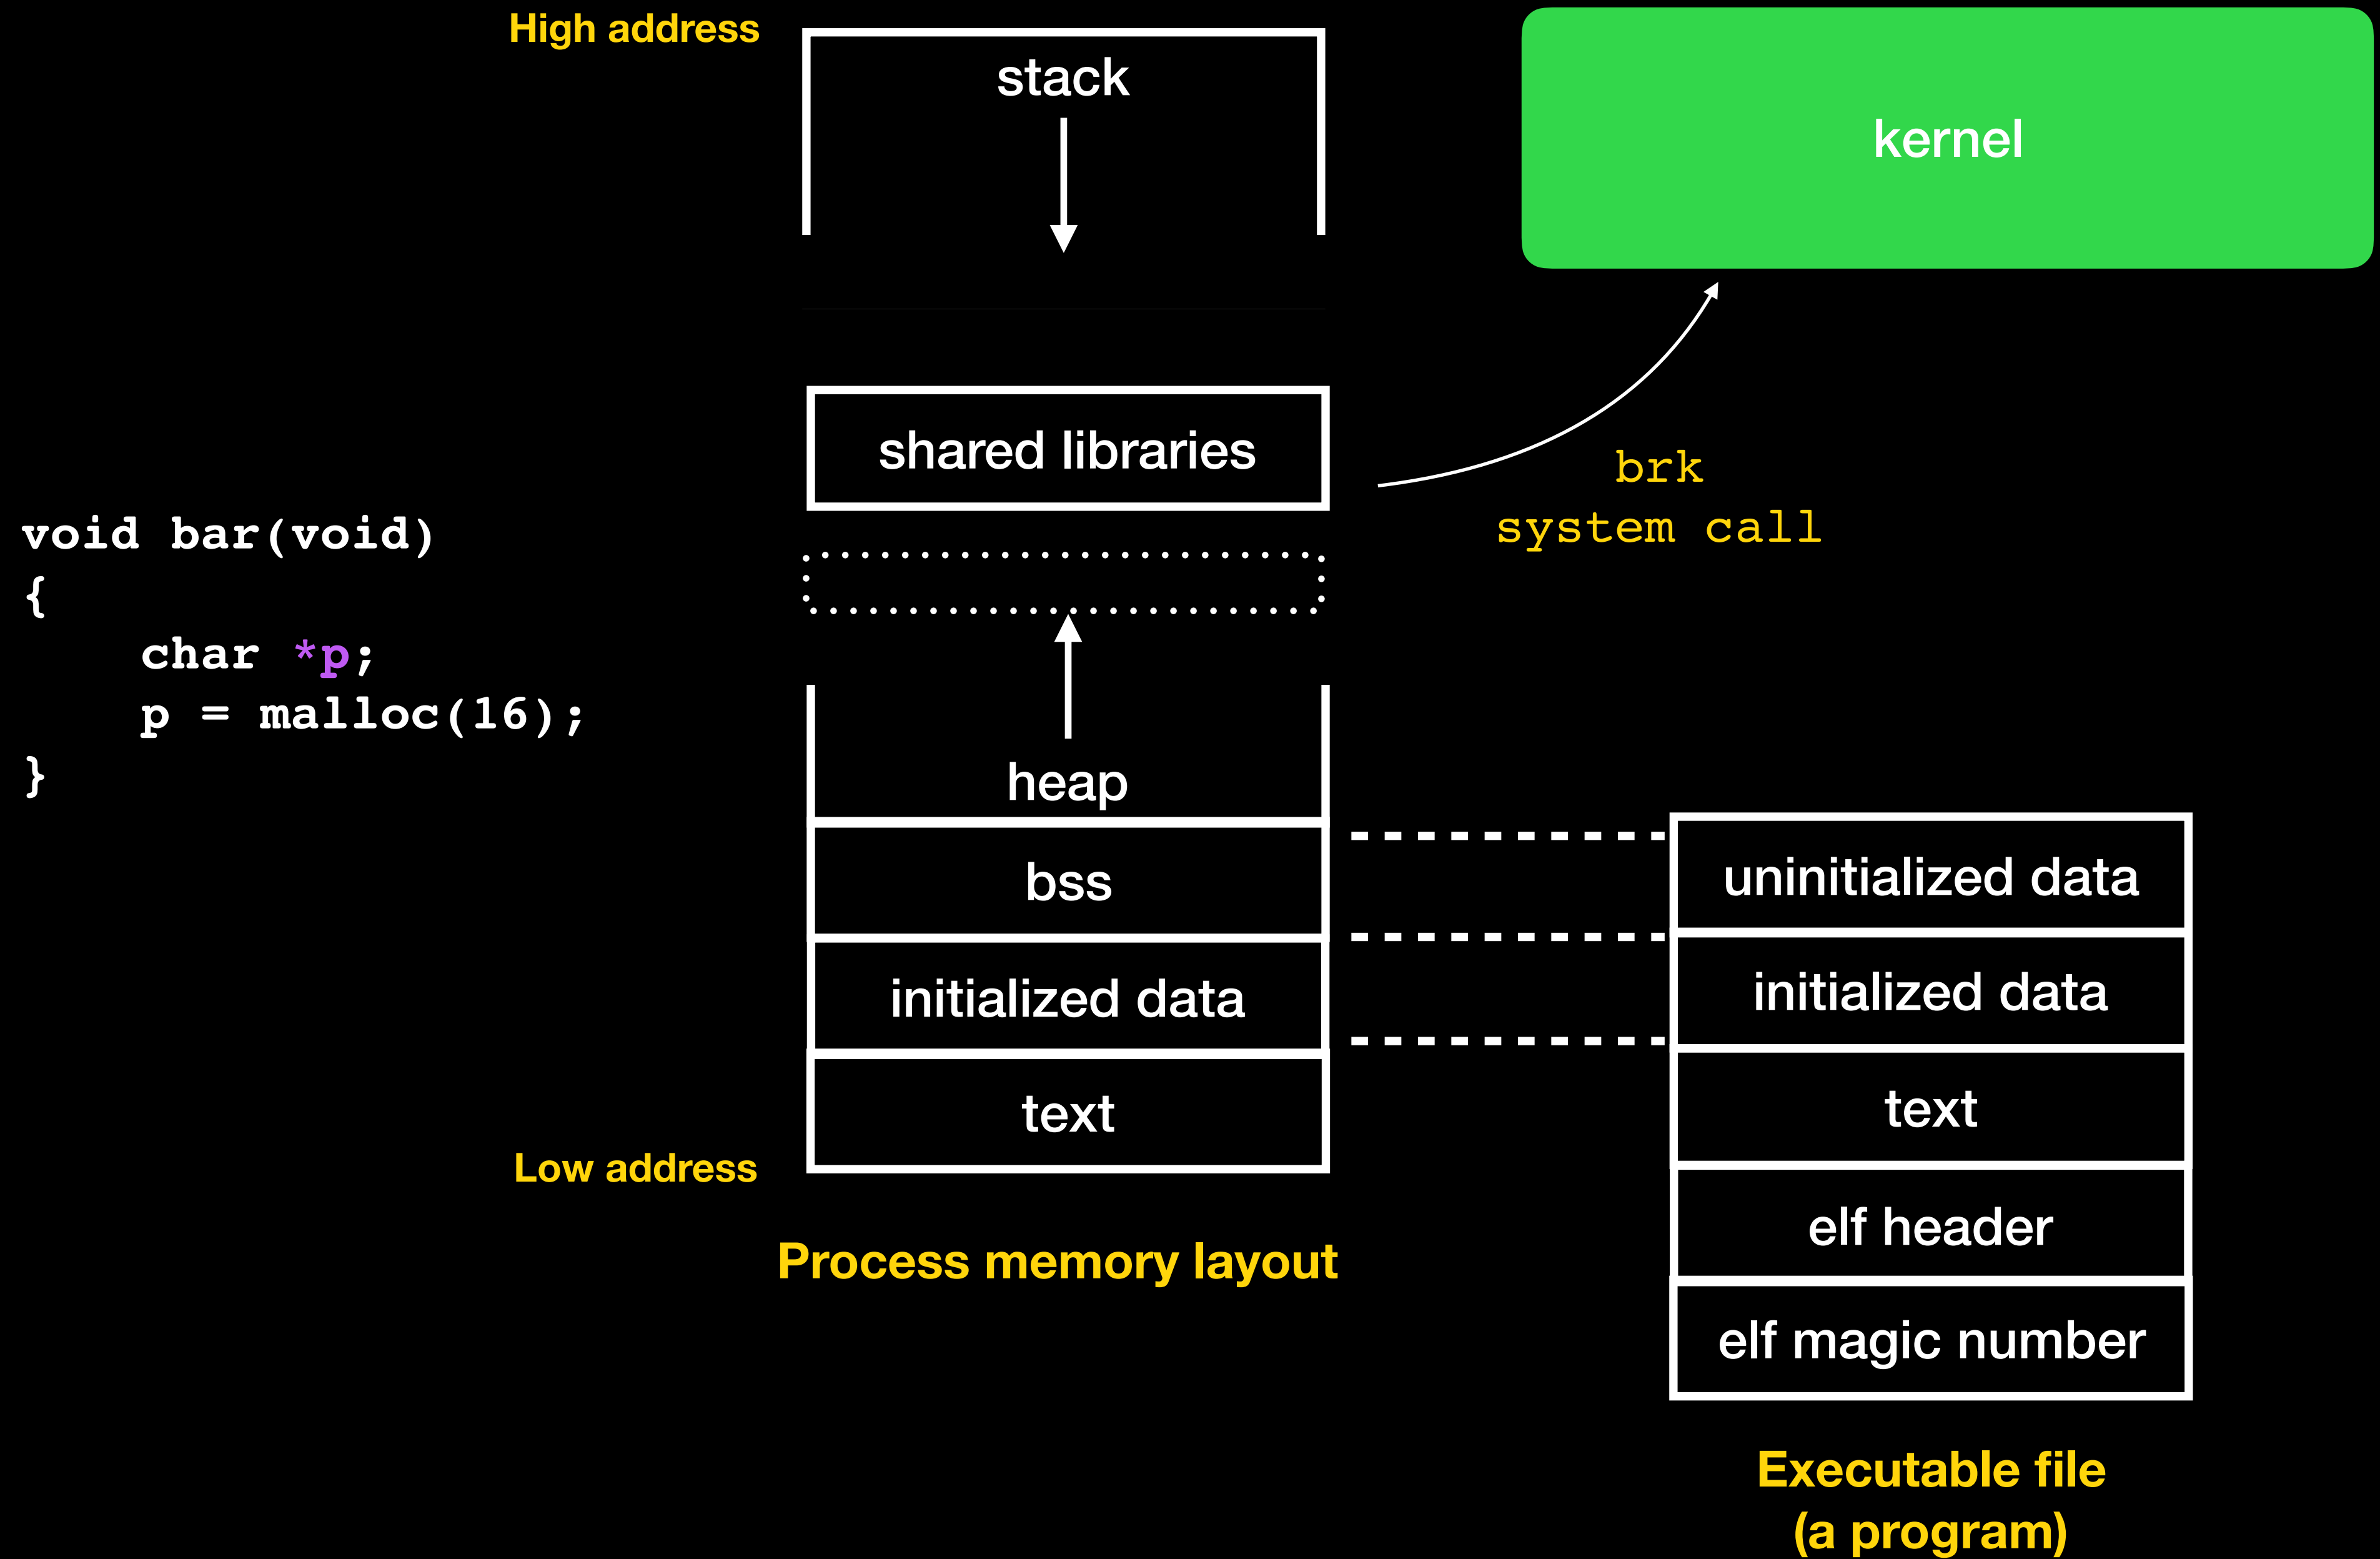 High address
stack
kernel
shared libraries
brk
system call
void bar(void)
{
    char *p;
    p = malloc(16);
}
heap
bss
initialized data
text
Low address
Process memory layout
uninitialized data
initialized data
text
elf header
elf magic number
Executable file
(a program)